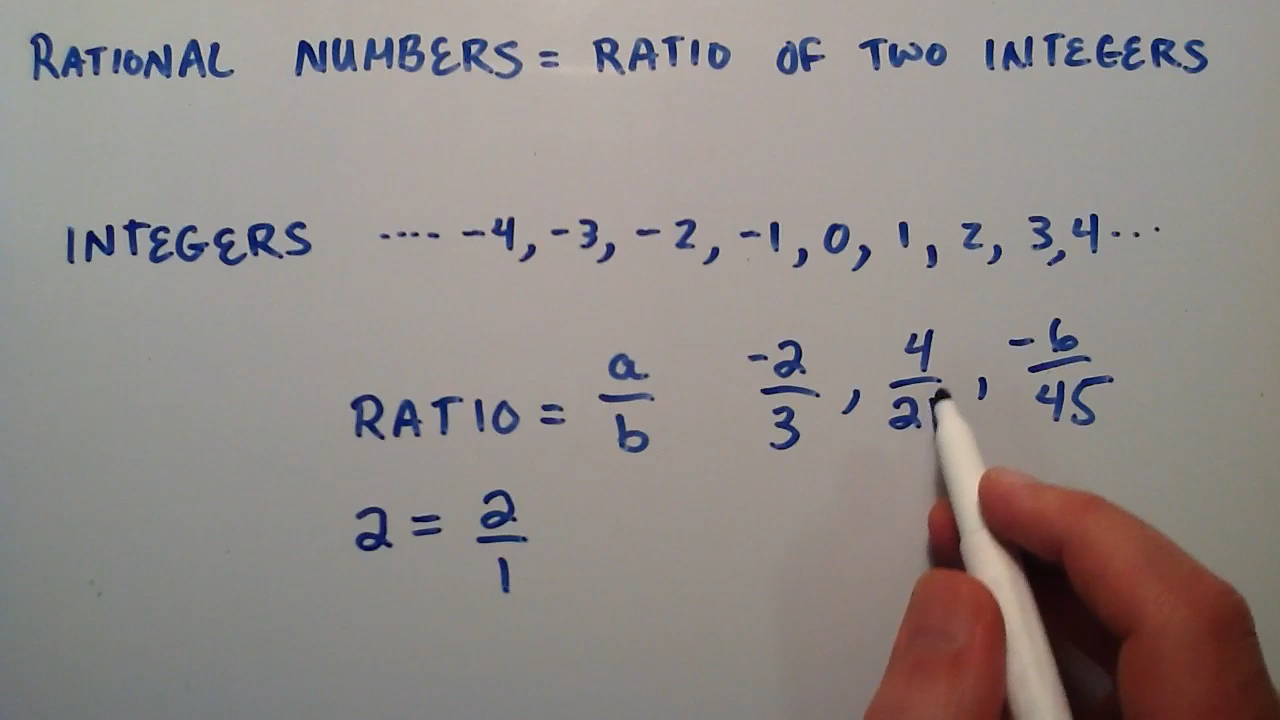 RATIONAL NUMBERS = RATIO OF TWO INTEGERS
INTEGERS ···· -4, -3, -2, -1, 0, 1, 2, 3, 4 ···
RATIO = a/b -2/3, 4/, -6/45
2 = 2/1